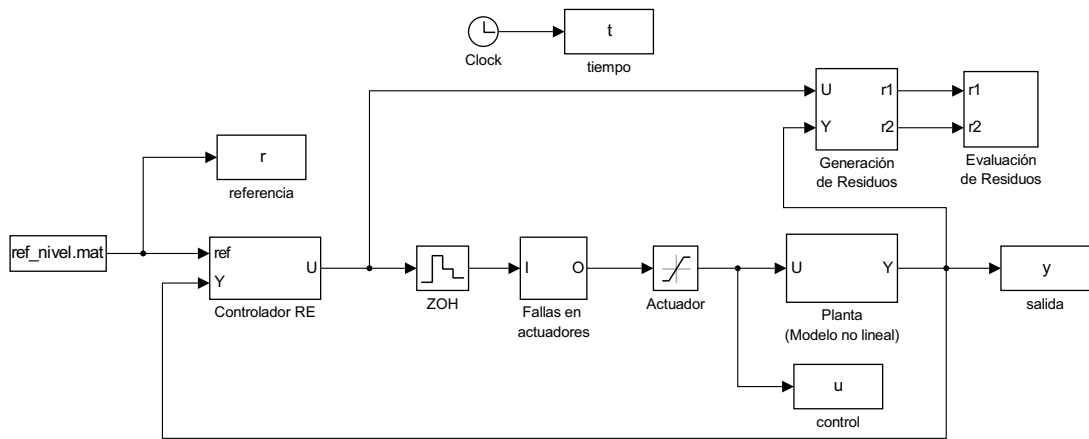 t
Clock
tiempo
U
r1
r1
Y
r2
r2
Generación
de Residuos
Evaluación
de Residuos
r
referencia
ref_nivel.mat
ref
Y
U
Controlador RE
ZOH
I
O
Fallas en
actuadores
Actuador
U
Y
Planta
(Modelo no lineal)
y
salida
u
control